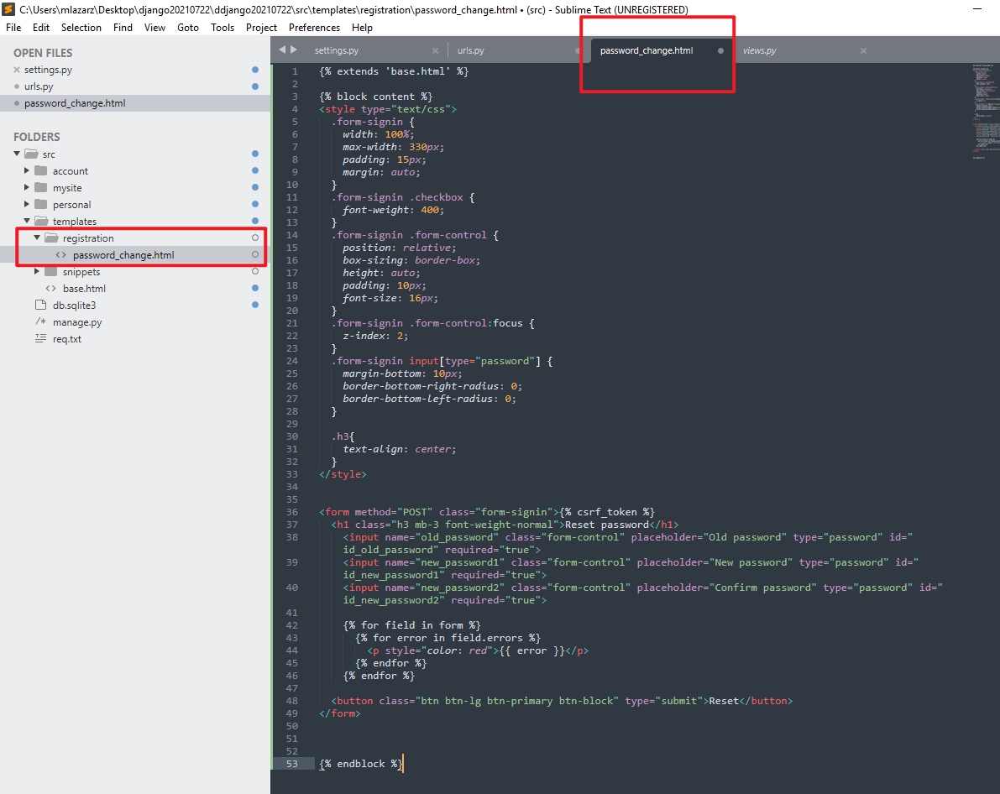 C:\Users\mlazarz\Desktop\django20210722\ddjango20210722\src\templates\registration\password_change.html • (src) - Sublime Text (UNREGISTERED)
File Edit Selection Find View Goto Tools Project Preferences Help
OPEN FILES
settings.py
urls.py
password_change.html
FOLDERS
src
account
mysite
personal
templates
registration
password_change.html
snippets
base.html
db.sqlite3
manage.py
req.txt
settings.py urls.py password_change.html views.py
1 {% extends 'base.html' %}
2
3 {% block content %}
4 <style type="text/css">
5 .form-signin {
6 width: 100%;
7 max-width: 330px;
8 padding: 15px;
9 margin: auto;
10 }
11 .form-signin .checkbox {
12 font-weight: 400;
13 }
14 .form-signin .form-control {
15 position: relative;
16 box-sizing: border-box;
17 height: auto;
18 padding: 10px;
19 font-size: 16px;
20 }
21 .form-signin .form-control:focus {
22 z-index: 2;
23 }
24 .form-signin input[type="password"] {
25 margin-bottom: 10px;
26 border-bottom-right-radius: 0;
27 border-bottom-left-radius: 0;
28 }
29
30 .h3{
31 text-align: center;
32 }
33 </style>
34
35
36 <form method="POST" class="form-signin">{% csrf_token %}
37 <h1 class="h3 mb-3 font-weight-normal">Reset password</h1>
38 <input name="old_password" class="form-control" placeholder="Old password" type="password" id="
id_old_password" required="true">
39 <input name="new_password1" class="form-control" placeholder="New password" type="password" id="
id_new_password1" required="true">
40 <input name="new_password2" class="form-control" placeholder="Confirm password" type="password" id="
id_new_password2" required="true">
41
42 {% for field in form %}
43 {% for error in field.errors %}
44 <p style="color: red">{{ error }}</p>
45 {% endfor %}
46 {% endfor %}
47
48 <button class="btn btn-lg btn-primary btn-block" type="submit">Reset</button>
49 </form>
50
51
52
53 {% endblock %}